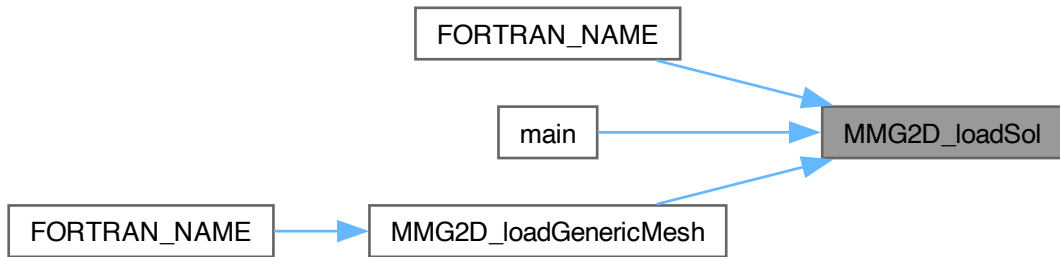 FORTRAN_NAME
main
MMG2D_loadSol
FORTRAN_NAME
MMG2D_loadGenericMesh